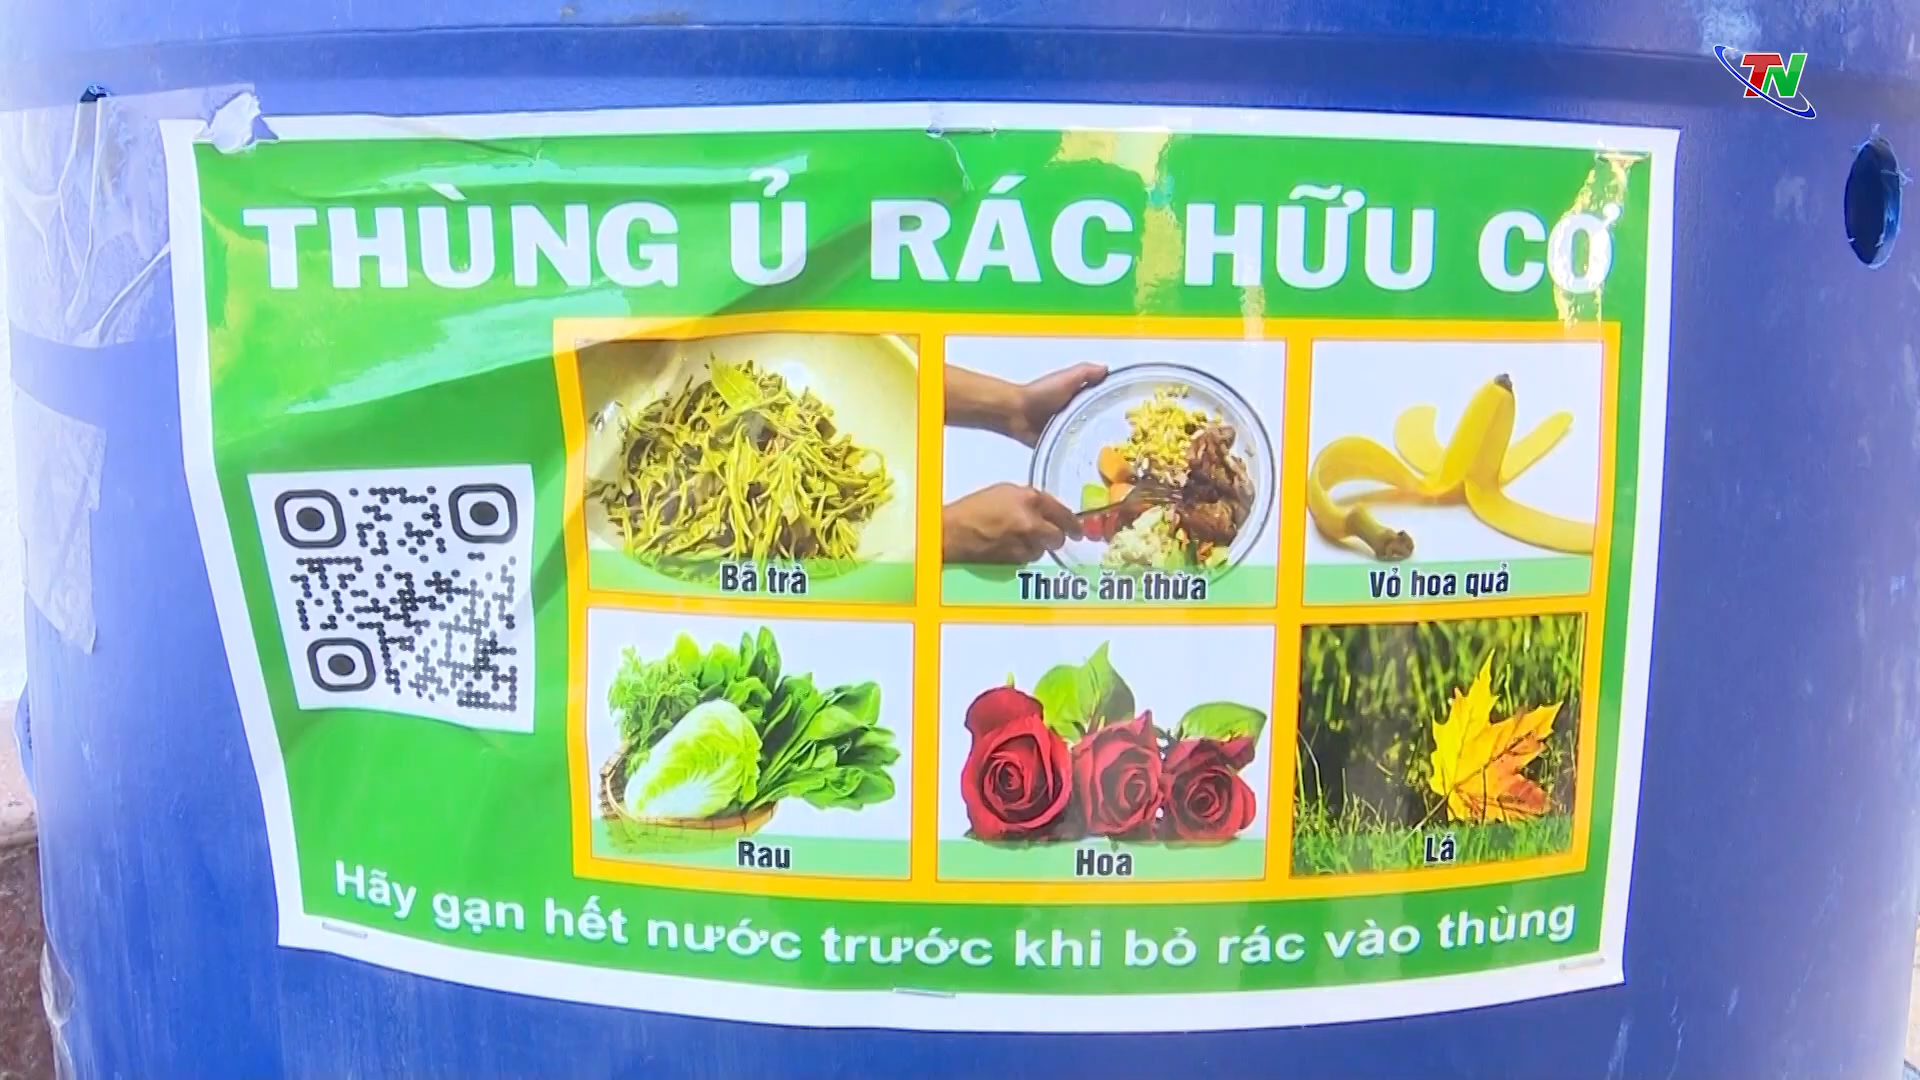 TN
THÙNG Ủ RÁC HỮU CƠ
Bã trà
Thức ăn thừa
Vỏ hoa quả
Rau
Hoa
Lá
Hãy gạn hết nước trước khi bỏ rác vào thùng